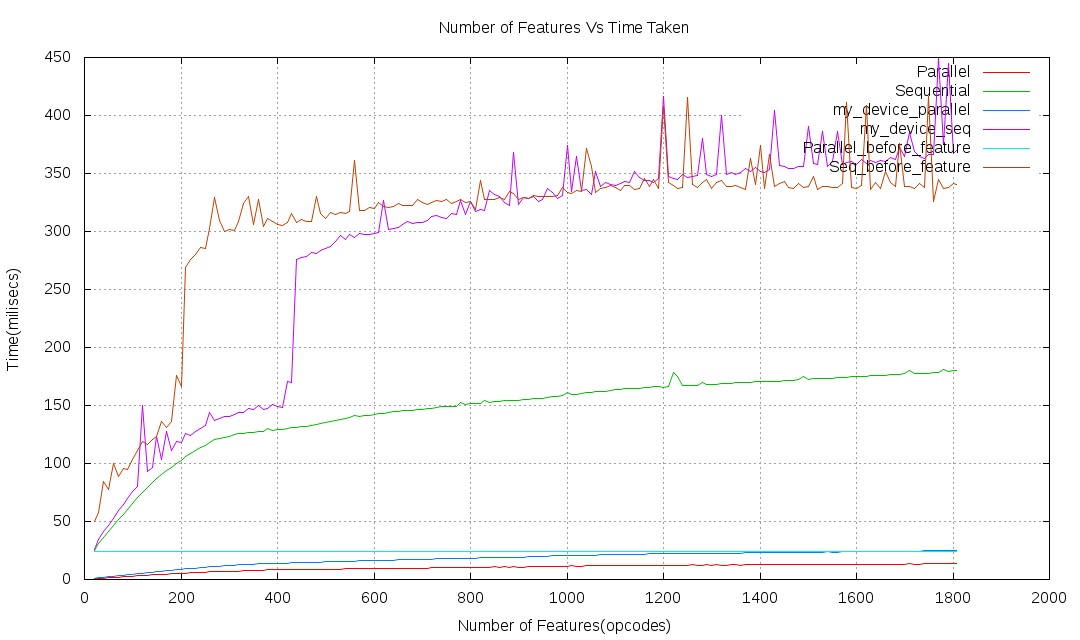 Number of Features Vs Time Taken
450
400
350
300
250
200
150
100
50
0
Time(milisecs)
Parallel
Sequential
my_device_parallel
my_device_seq
Parallel_before_feature
Seq_before_feature
0 200 400 600 800 1000 1200 1400 1600 1800 2000
Number of Features(opcodes)